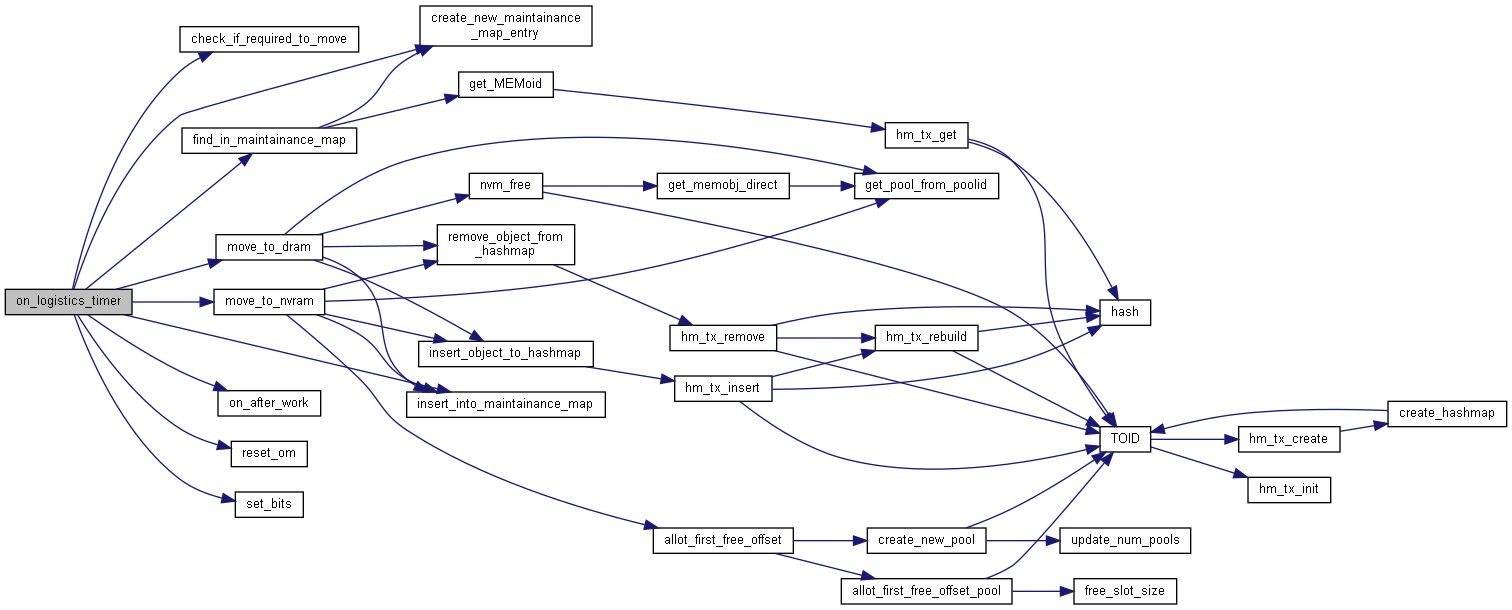 create_new_maintainance
_map_entry
check_if_required_to_move
get_MEMoid
find_in_maintainance_map
hm_tx_get
nvm_free
get_memobj_direct
get_pool_from_poolid
move_to_dram
remove_object_from
_hashmap
on_logistics_timer
move_to_nvram
hash
hm_tx_remove
hm_tx_rebuild
insert_object_to_hashmap
hm_tx_insert
on_after_work
insert_into_maintainance_map
create_hashmap
TOID
hm_tx_create
reset_om
hm_tx_init
set_bits
allot_first_free_offset
create_new_pool
update_num_pools
allot_first_free_offset_pool
free_slot_size